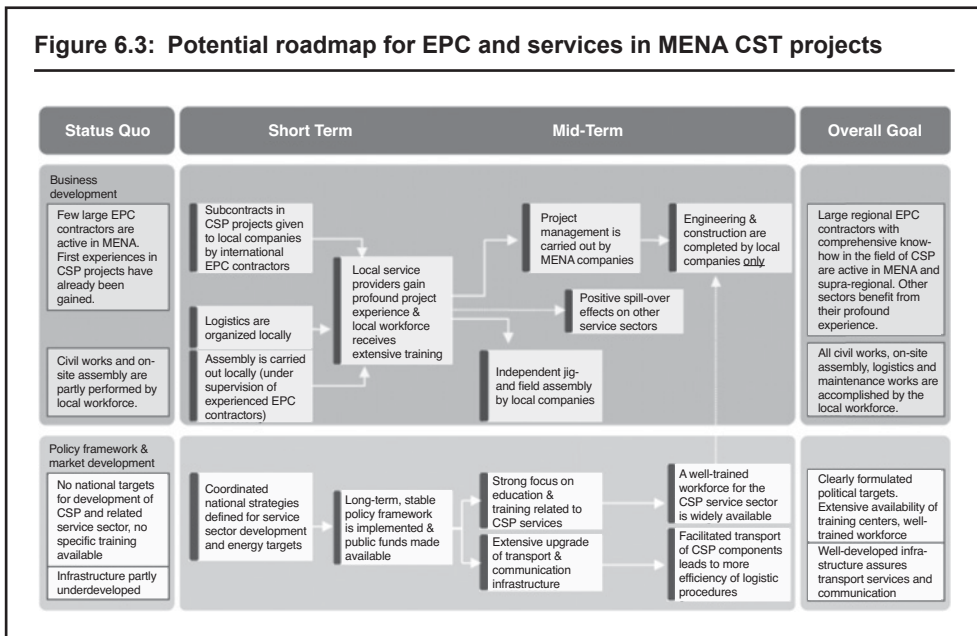 Figure 6.3: Potential roadmap for EPC and services in MENA CST projects
Status Quo
Short Term
Mid-Term
Overall Goal
Business
development
Few large EPC
contractors are
active in MENA.
First experiences in
CSP projects have
already been
gained.
Civil works and on-
site assembly are
partly performed by
local workforce.
Subcontracts in
CSP projects given
to local companies
by international
EPC contractors
Logistics are
organized locally
Assembly is carried
out locally (under
supervision of
experienced EPC
contractors)
Local service
providers gain
profound project
experience &
local workforce
receives
extensive training
Project
management is
carried out by
MENA companies
Positive spill-over
effects on other
service sectors
Independent jig-
and field assembly
by local companies
Engineering &
construction are
completed by local
companies only
Large regional EPC
contractors with
comprehensive know-
how in the field of CSP
are active in MENA and
supra-regional. Other
sectors benefit from
their profound
experience.
All civil works, on-site
assembly, logistics and
maintenance works are
accomplished by the
local workforce.
Policy framework &
market development
No national targets
for development of
CSP and related
service sector, no
specific training
available
Infrastructure partly
underdeveloped
Coordinated
national strategies
defined for service
sector development
and energy targets
Long-term, stable
policy framework
is implemented &
public funds made
available
Strong focus on
education &
training related to
CSP services
Extensive upgrade
of transport &
communication
infrastructure
A well-trained
workforce for the
CSP service sector
is widely available
Facilitated transport
of CSP components
leads to more
efficiency of logistic
procedures
Clearly formulated
political targets.
Extensive availability of
training centers, well-
trained workforce
Well-developed infra-
structure assures
transport services and
communication